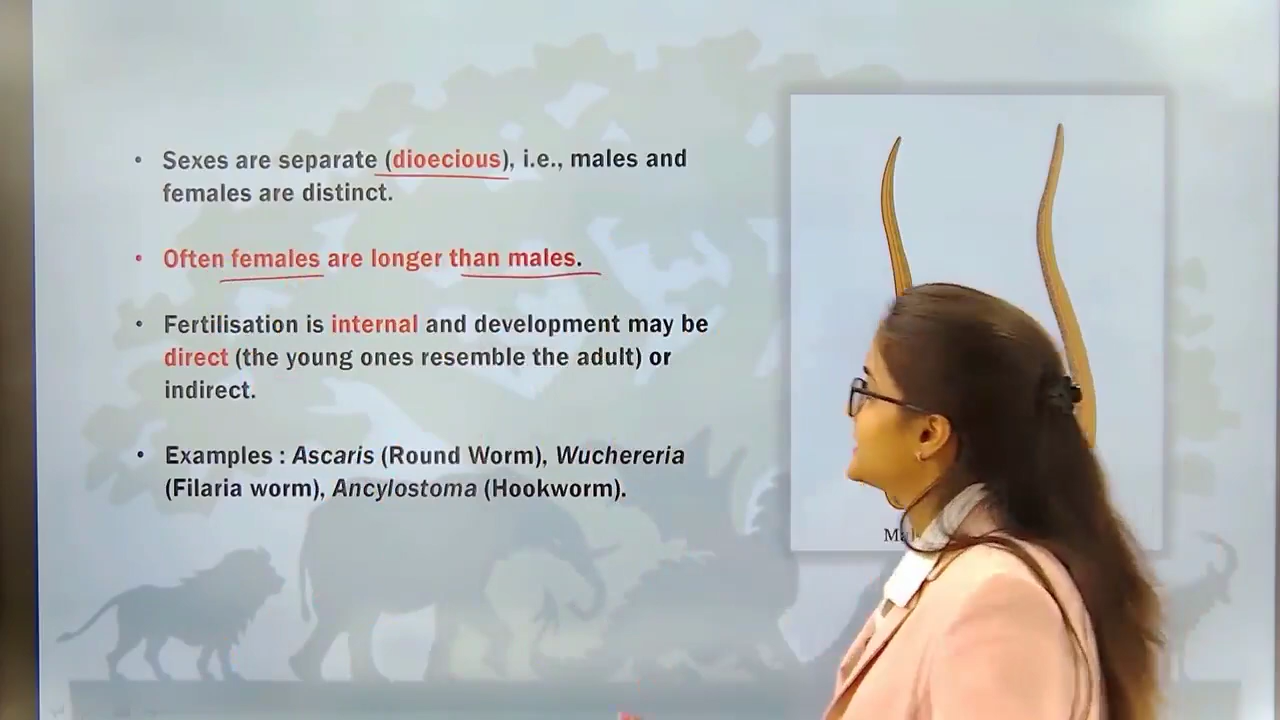 • Sexes are separate (dioecious), i.e., males and
females are distinct.
• Often females are longer than males.
• Fertilisation is internal and development may be
direct (the young ones resemble the adult) or
indirect.
• Examples : Ascaris (Round Worm), Wuchereria
(Filaria worm), Ancylostoma (Hookworm).